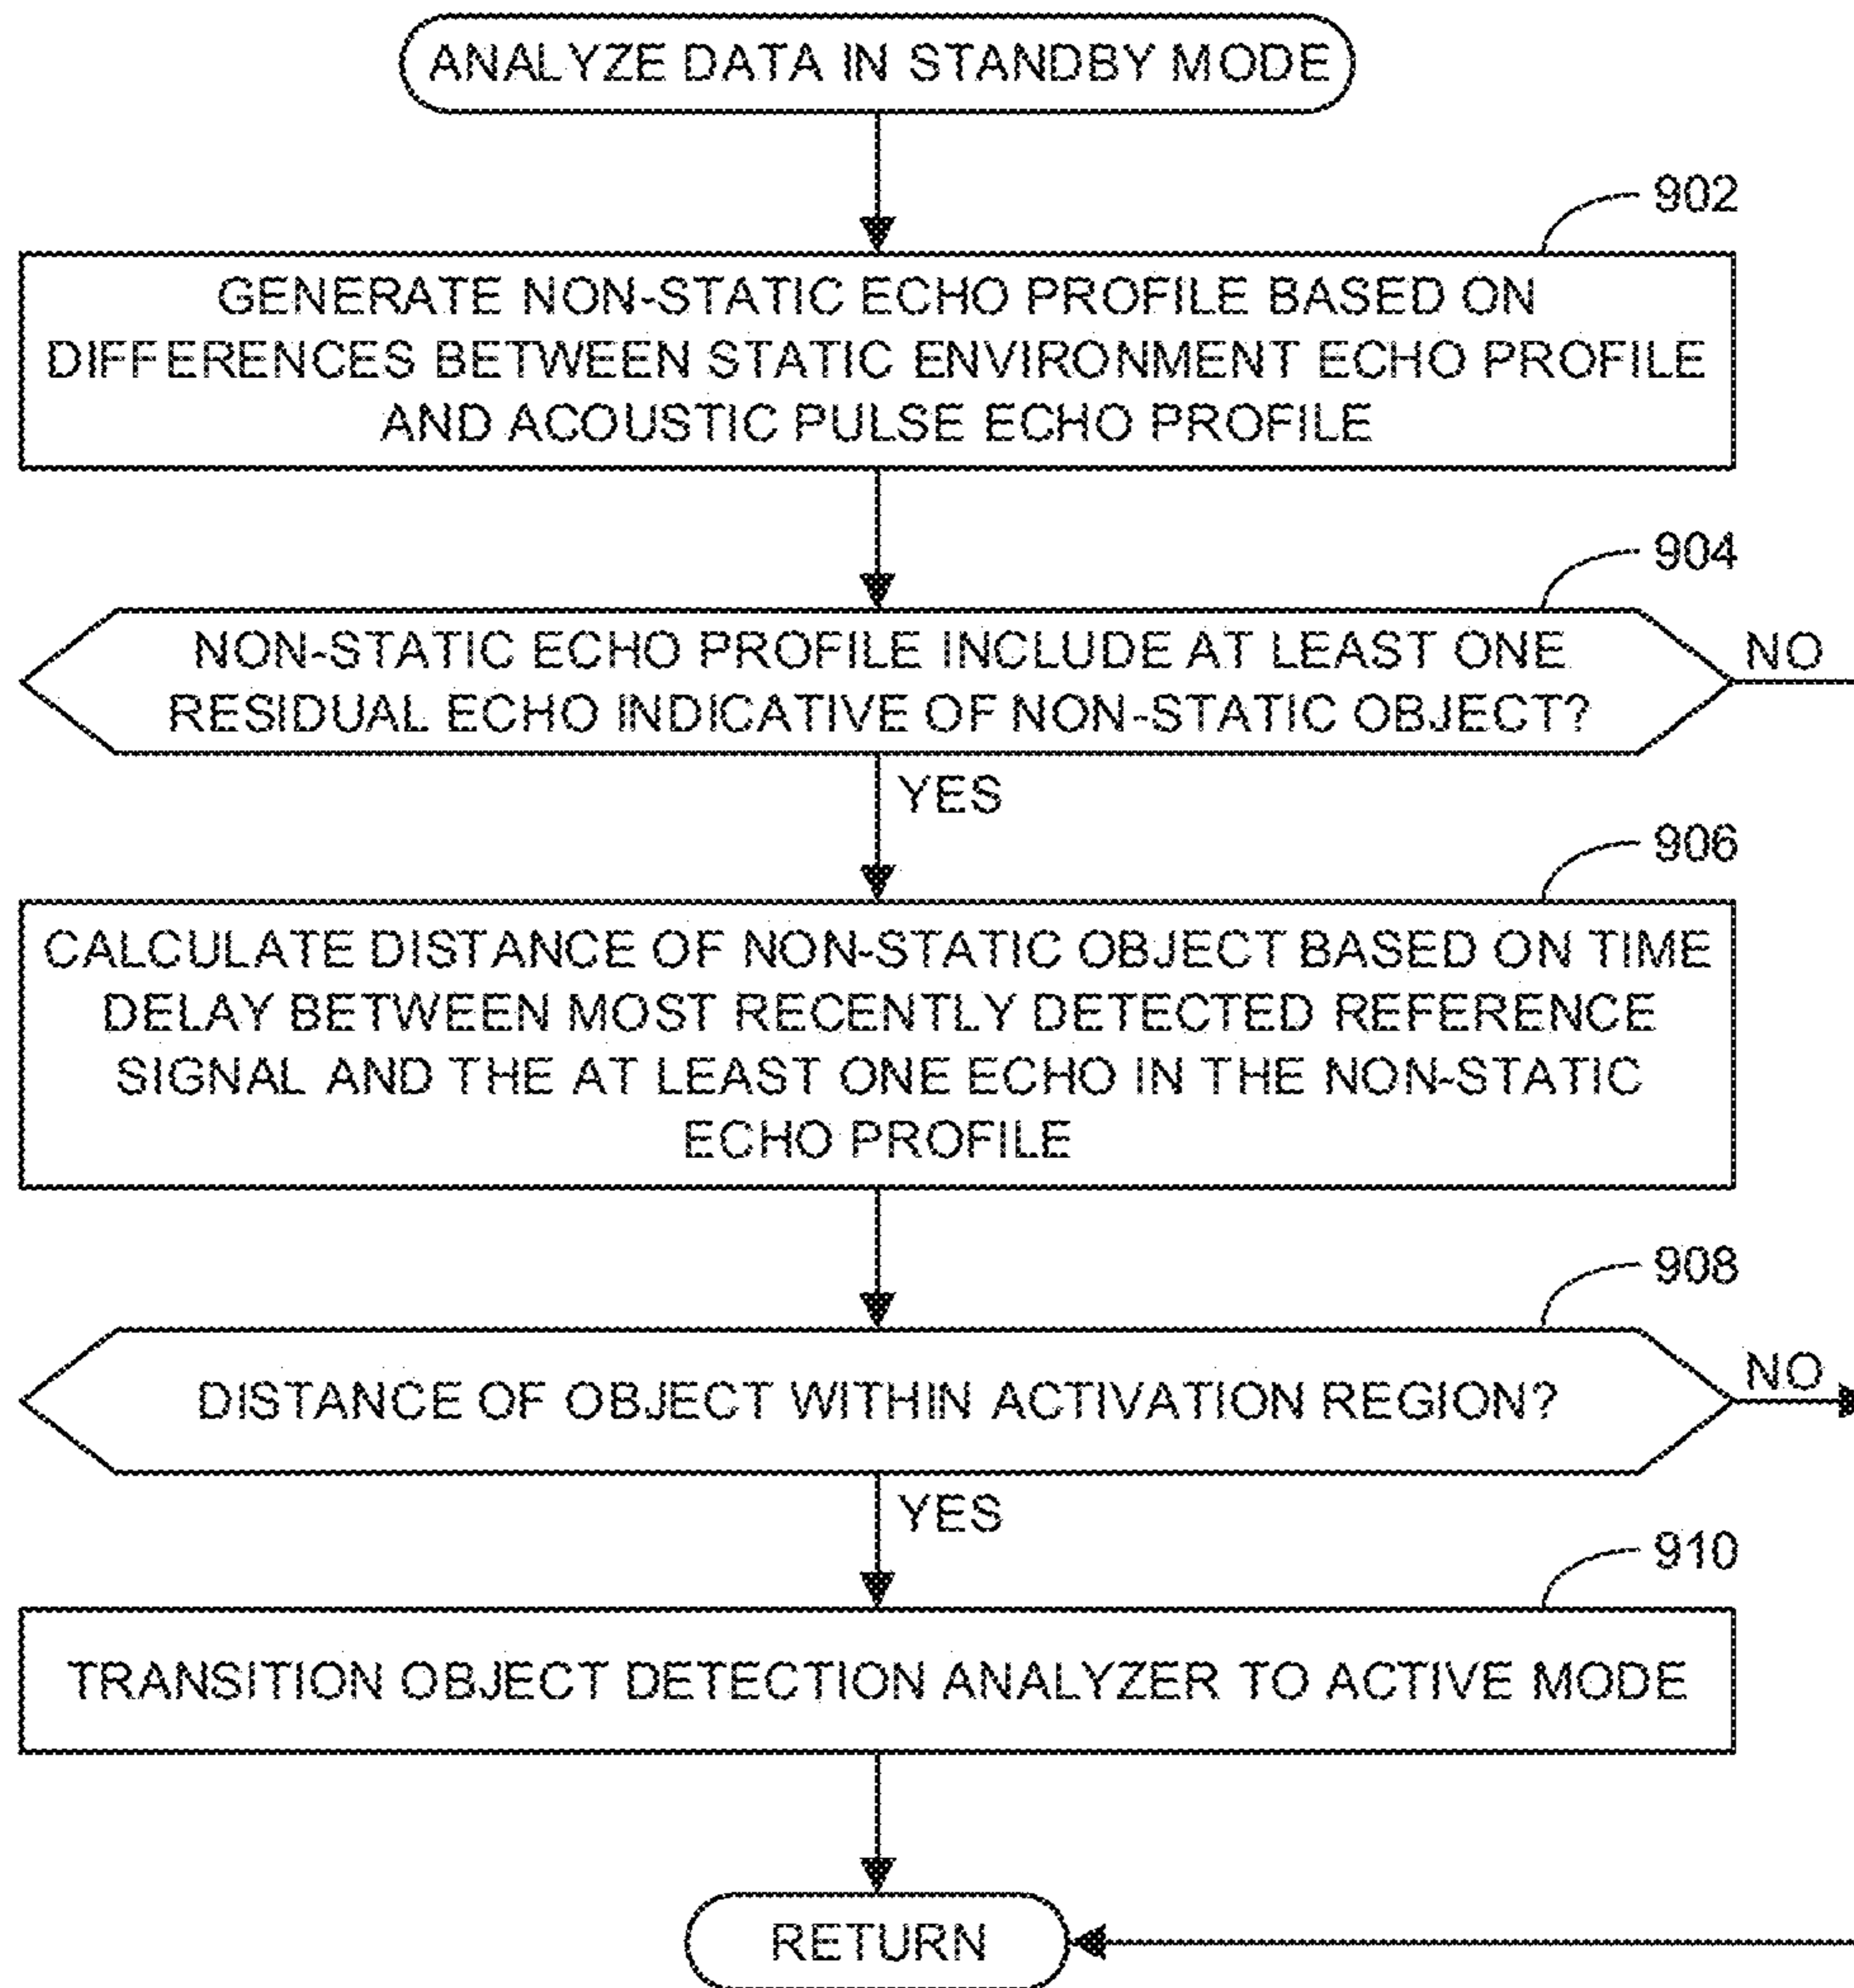 ANALYZE DATA IN STANDBY MODE
902
GENERATE NON-STATIC ECHO PROFILE BASED ON
DIFFERENCES BETWEEN STATIC ENVIRONMENT ECHO PROFILE
AND ACOUSTIC PULSE ECHO PROFILE
904
NON-STATIC ECHO PROFILE INCLUDE AT LEAST ONE
RESIDUAL ECHO INDICATIVE OF NON-STATIC OBJECT?
NO
YES
906
CALCULATE DISTANCE OF NON-STATIC OBJECT BASED ON TIME
DELAY BETWEEN MOST RECENTLY DETECTED REFERENCE
SIGNAL AND THE AT LEAST ONE ECHO IN THE NON-STATIC
ECHO PROFILE
908
DISTANCE OF OBJECT WITHIN ACTIVATION REGION?
NO
YES
910
TRANSITION OBJECT DETECTION ANALYZER TO ACTIVE MODE
RETURN